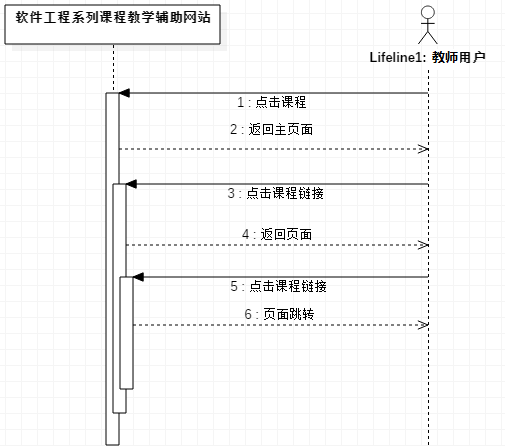 软件工程系列课程教学辅助网站
Lifeline1: 教师用户
1 : 点击课程
2 : 返回主页面
3 : 点击课程链接
4 : 返回页面
5 : 点击课程链接
6 : 页面跳转